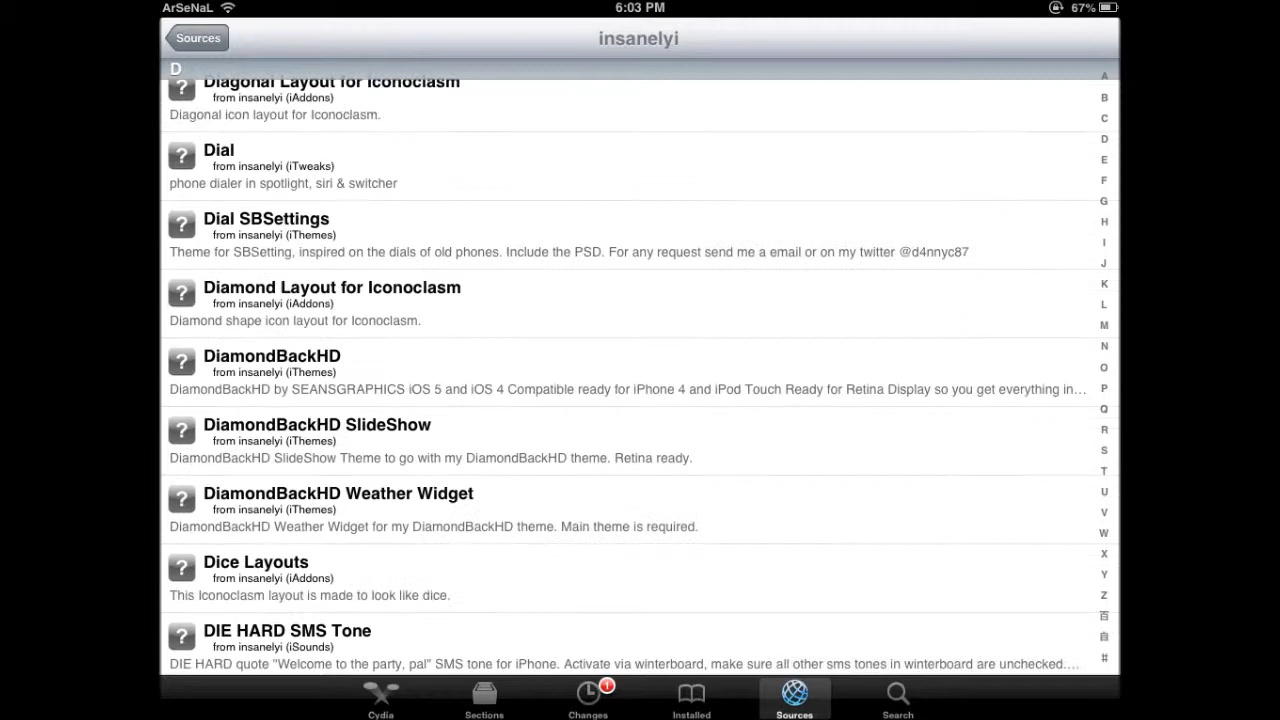 ArSeNaL
6:03 PM
67%
Sources
insanelyi
D
Diagonal Layout for Iconoclasm
from insanelyi (iAddons)
Diagonal icon layout for Iconoclasm.
Dial
from insanelyi (iTweaks)
phone dialer in spotlight, siri & switcher
Dial SBSettings
from insanelyi (iThemes)
Theme for SBSetting, inspired on the dials of old phones. Include the PSD. For any request send me a email or on my twitter @d4nnyc87
Diamond Layout for Iconoclasm
from insanelyi (iAddons)
Diamond shape icon layout for Iconoclasm.
DiamondBackHD
from insanelyi (iThemes)
DiamondBackHD by SEANSGRAPHICS iOS 5 and iOS 4 Compatible ready for iPhone 4 and iPod Touch Ready for Retina Display so you get everything in…
DiamondBackHD SlideShow
from insanelyi (iThemes)
DiamondBackHD SlideShow Theme to go with my DiamondBackHD theme. Retina ready.
DiamondBackHD Weather Widget
from insanelyi (iThemes)
DiamondBackHD Weather Widget for my DiamondBackHD theme. Main theme is required.
Dice Layouts
from insanelyi (iAddons)
This Iconoclasm layout is made to look like dice.
DIE HARD SMS Tone
from insanelyi (iSounds)
DIE HARD quote "Welcome to the party, pal" SMS tone for iPhone. Activate via winterboard, make sure all other sms tones in winterboard are unchecked.…
A
B
C
D
E
F
G
H
I
J
K
L
M
N
O
P
Q
R
S
T
U
V
W
X
Y
Z
百
自
#
Cydia
Sections
1
Changes
Installed
Sources
Search